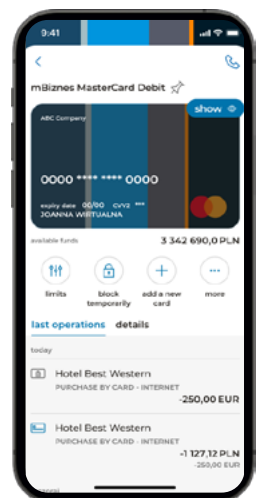 9:41
mBiznes MasterCard Debit
ABC Company
show
0000 **** **** 0000
expiry date 00/00 CVV2 ***
JOANNA WIRTUALNA
available funds 3 342 690,0 PLN
limits
block temporarily
add a new card
more
last operations details
today
Hotel Best Western
PURCHASE BY CARD - INTERNET
-250,00 EUR
Hotel Best Western
PURCHASE BY CARD - INTERNET
-1 127,12 PLN
-250,00 EUR